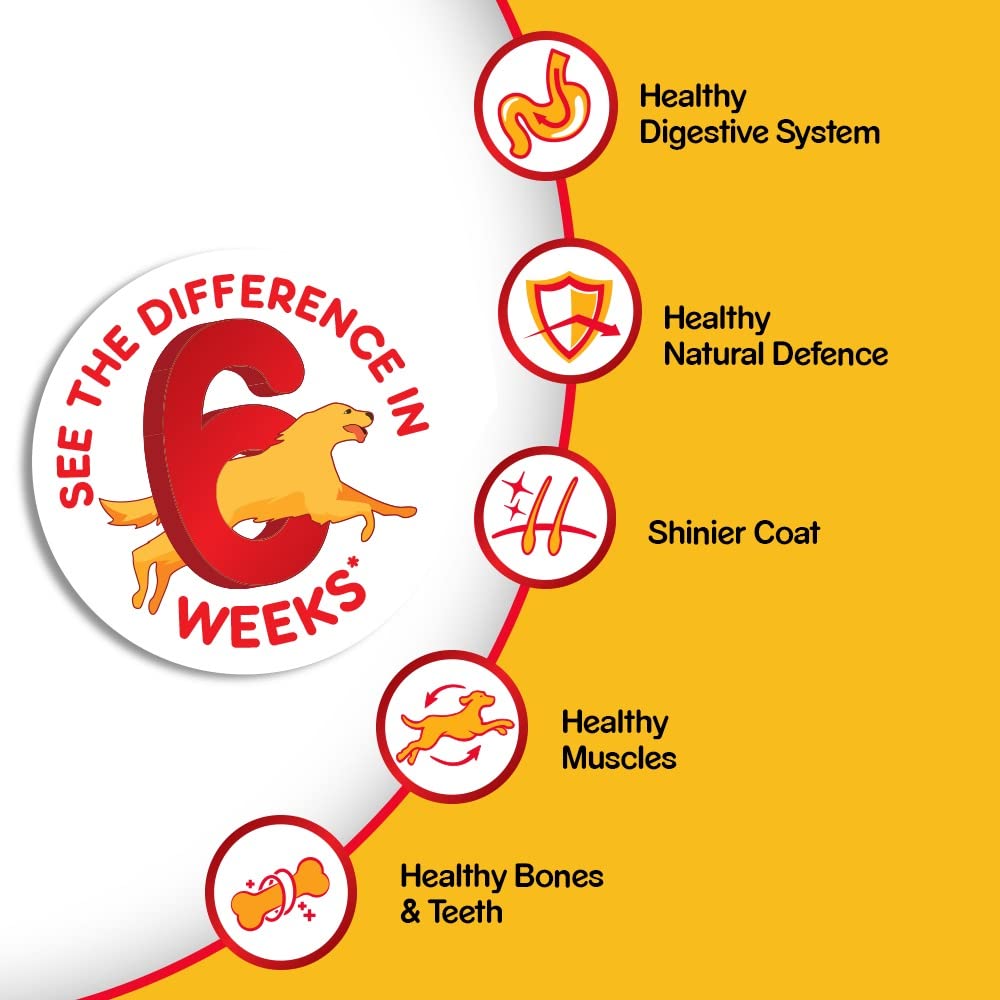 SEE THE DIFFERENCE IN
6
WEEKS*
Healthy
Digestive System
Healthy
Natural Defence
Shinier Coat
Healthy
Muscles
Healthy Bones
& Teeth